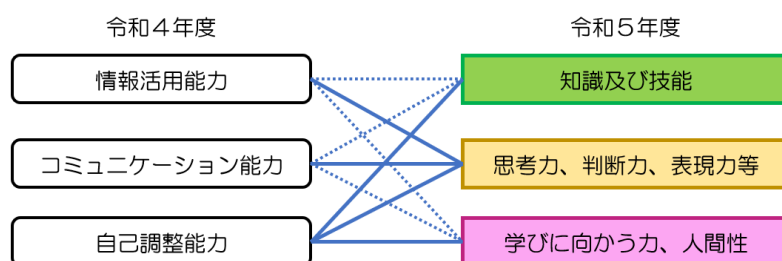 令和４年度
令和５年度
情報活用能力
知識及び技能
コミュニケーション能力
思考力、判断力、表現力等
自己調整能力
学びに向かう力、人間性